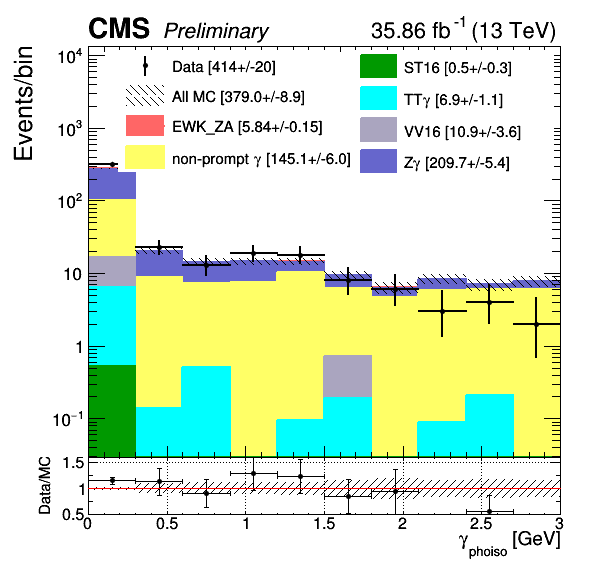 CMS Preliminary 35.86 fb⁻¹ (13 TeV)
Events/bin
Data [414+/-20]
All MC [379.0+/-8.9]
EWK_ZA [5.84+/-0.15]
non-prompt γ [145.1+/-6.0]
ST16 [0.5+/-0.3]
TTγ [6.9+/-1.1]
VV16 [10.9+/-3.6]
Zγ [209.7+/-5.4]
10⁴
10³
10²
10
1
10⁻¹
Data/MC
1.5
1
0.5
0 0.5 1 1.5 2 2.5 3
γphoiso [GeV]